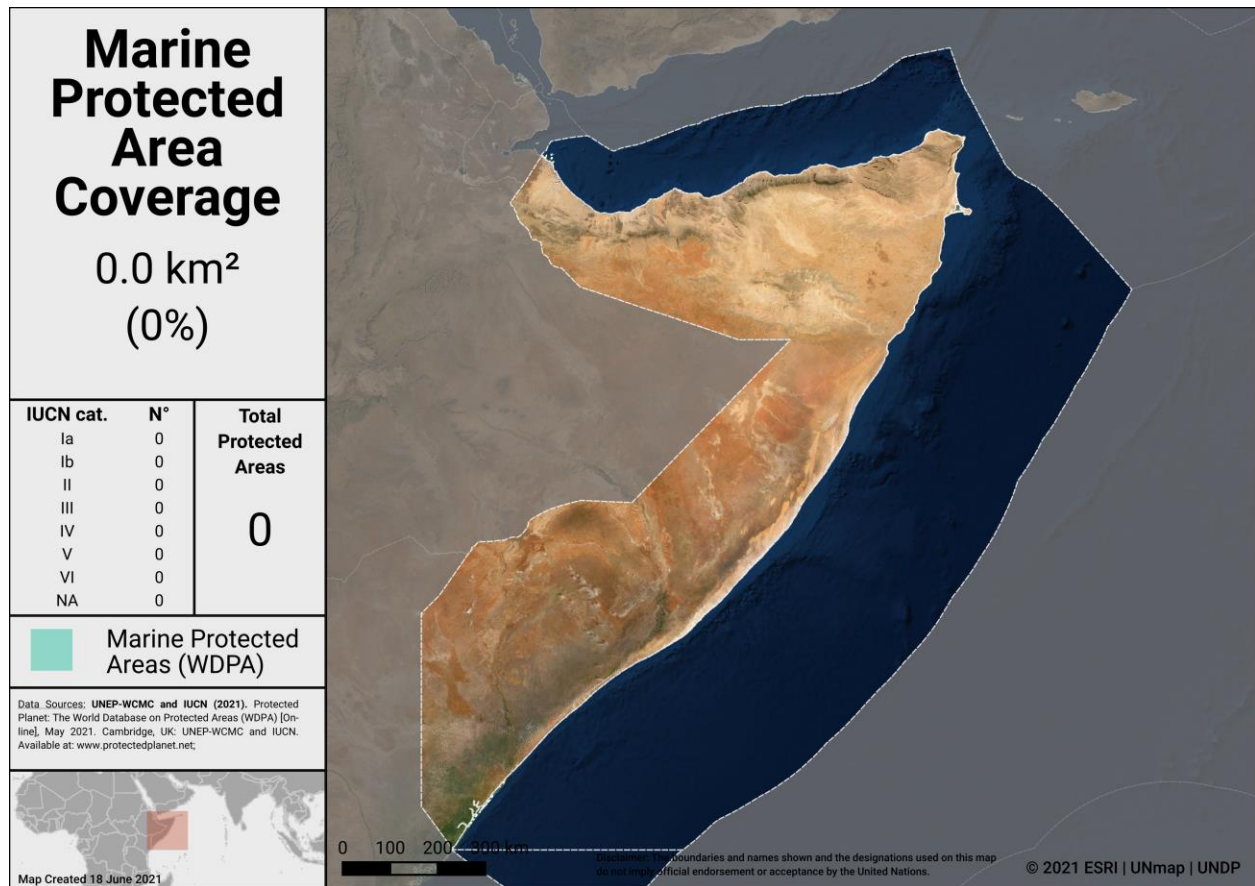 Marine
Protected
Area
Coverage
0.0 km²
(0%)
IUCN cat. N°
Ia 0
Ib 0
II 0
III 0
IV 0
V 0
VI 0
NA 0
Total
Protected
Areas
0
Marine Protected
Areas (WDPA)
Data Sources: UNEP-WCMC and IUCN (2021). Protected
Planet: The World Database on Protected Areas (WDPA) [On-
line], May 2021. Cambridge, UK: UNEP-WCMC and IUCN.
Available at: www.protectedplanet.net;
Map Created 18 June 2021
0 100 200 300 km
Disclaimer: The boundaries and names shown and the designations used on this map
do not imply official endorsement or acceptance by the United Nations.
© 2021 ESRI | UNmap | UNDP